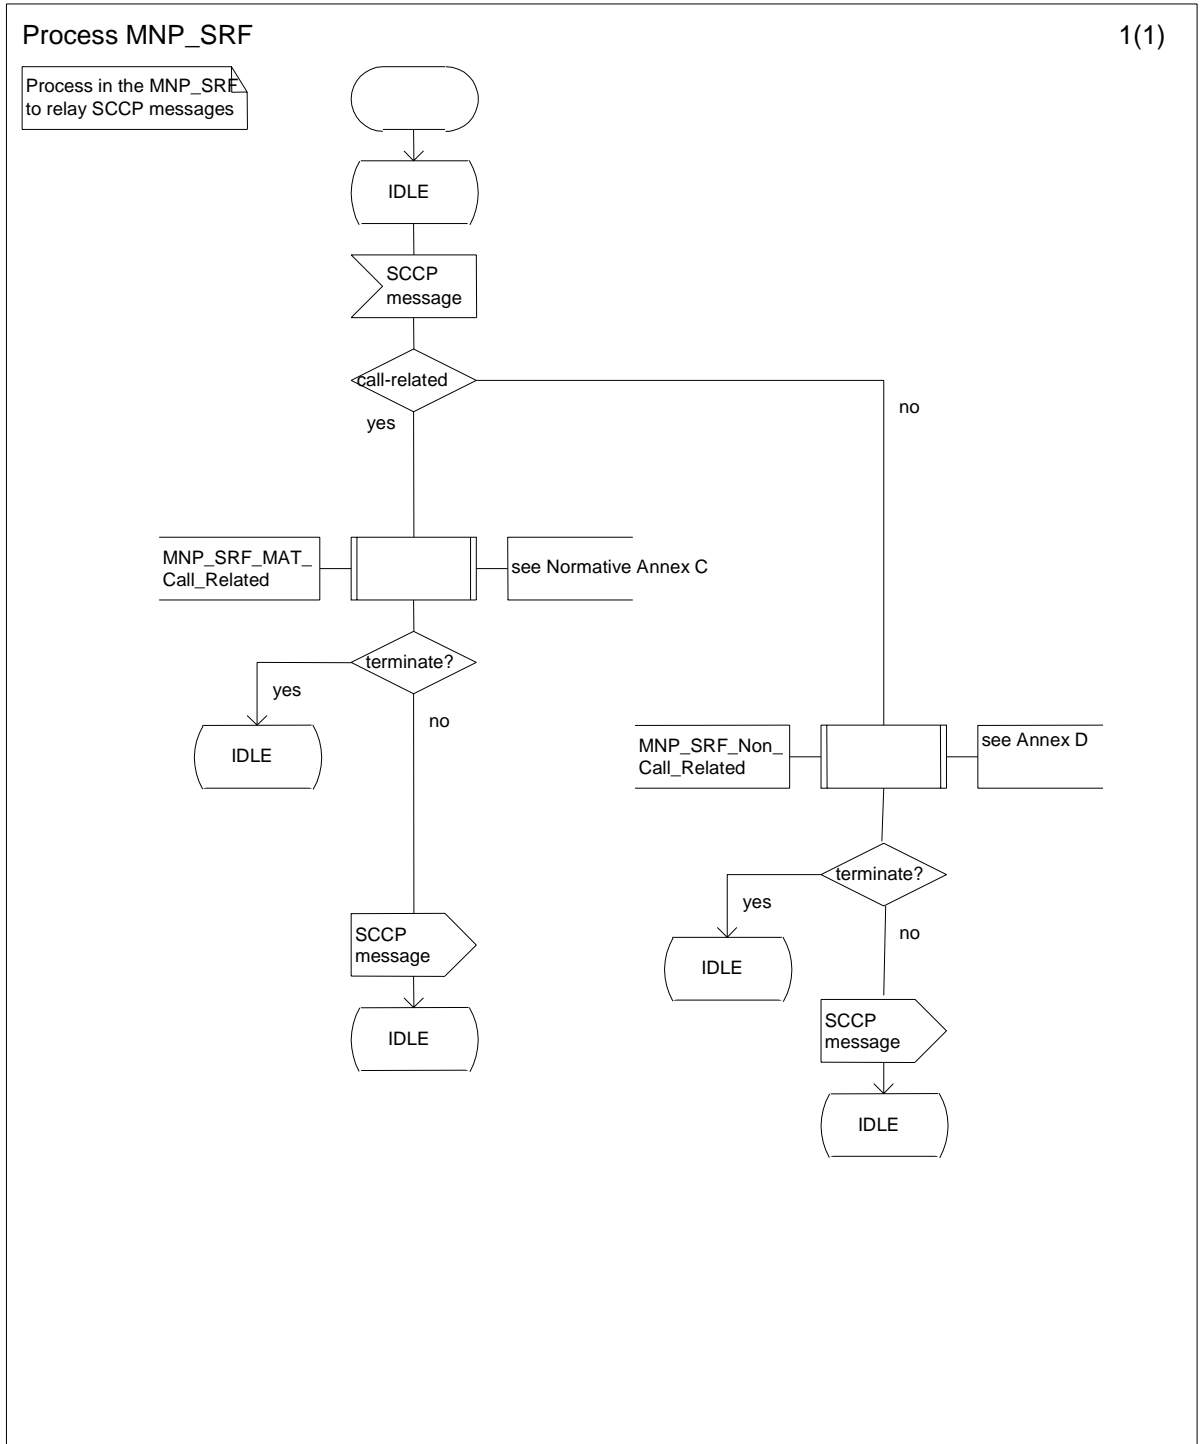 Process MNP_SRF
1(1)
Process in the MNP_SRF
to relay SCCP messages
IDLE
SCCP
message
call-related
yes
no
MNP_SRF_MAT_
Call_Related
see Normative Annex C
terminate?
yes
no
IDLE
MNP_SRF_Non_
Call_Related
see Annex D
terminate?
yes
no
SCCP
message
IDLE
IDLE
SCCP
message
IDLE